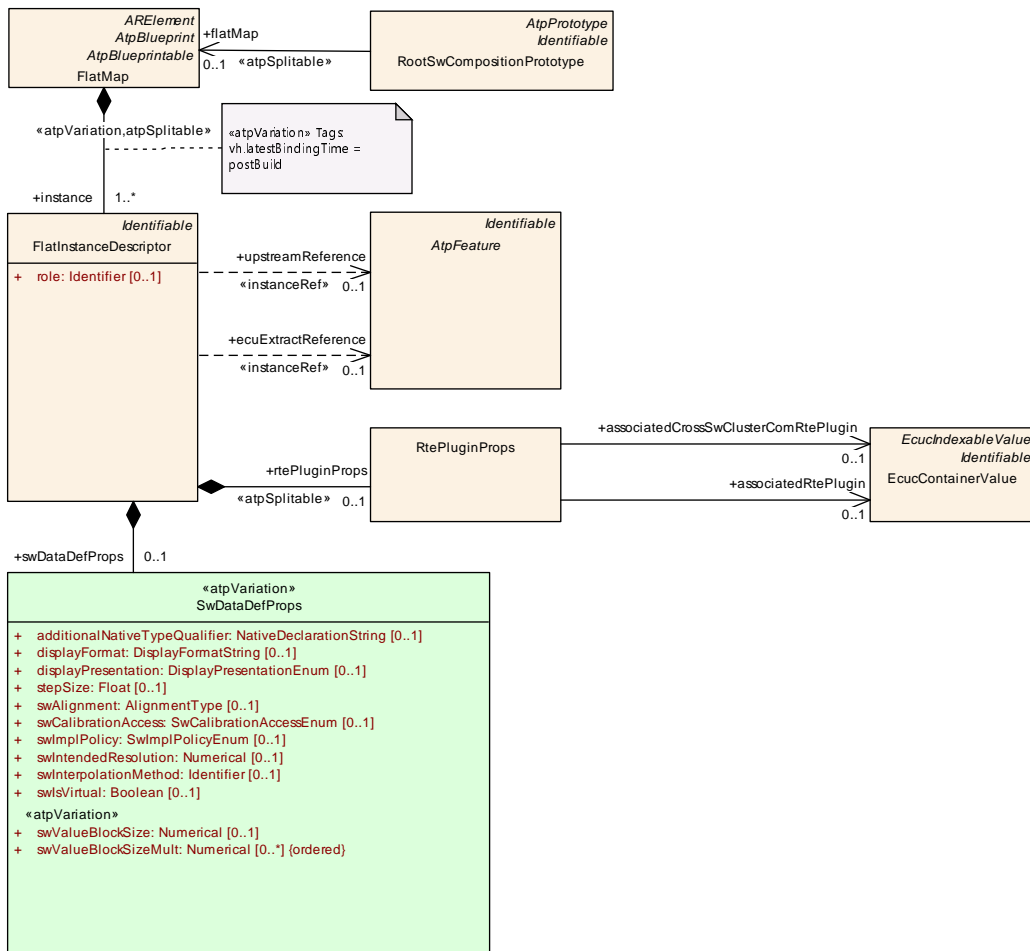 ARElement
AtpBlueprint
AtpBlueprintable
FlatMap
+flatMap
0..1
«atpSplitable»
AtpPrototype
Identifiable
RootSwCompositionPrototype
«atpVariation,atpSplitable»
«atpVariation» Tags:
vh.latestBindingTime =
postBuild
+instance
1..*
Identifiable
FlatInstanceDescriptor
+ role: Identifier [0..1]
+upstreamReference
«instanceRef»
0..1
+ecuExtractReference
«instanceRef»
0..1
Identifiable
AtpFeature
+rtePluginProps
«atpSplitable»
0..1
RtePluginProps
+associatedCrossSwClusterComRtePlugin
0..1
+associatedRtePlugin
0..1
EcucIndexableValue
Identifiable
EcucContainerValue
+swDataDefProps
0..1
«atpVariation»
SwDataDefProps
+ additionalNativeTypeQualifier: NativeDeclarationString [0..1]
+ displayFormat: DisplayFormatString [0..1]
+ displayPresentation: DisplayPresentationEnum [0..1]
+ stepSize: Float [0..1]
+ swAlignment: AlignmentType [0..1]
+ swCalibrationAccess: SwCalibrationAccessEnum [0..1]
+ swImplPolicy: SwImplPolicyEnum [0..1]
+ swIntendedResolution: Numerical [0..1]
+ swInterpolationMethod: Identifier [0..1]
+ swIsVirtual: Boolean [0..1]
«atpVariation»
+ swValueBlockSize: Numerical [0..1]
+ swValueBlockSizeMult: Numerical [0..*] {ordered}